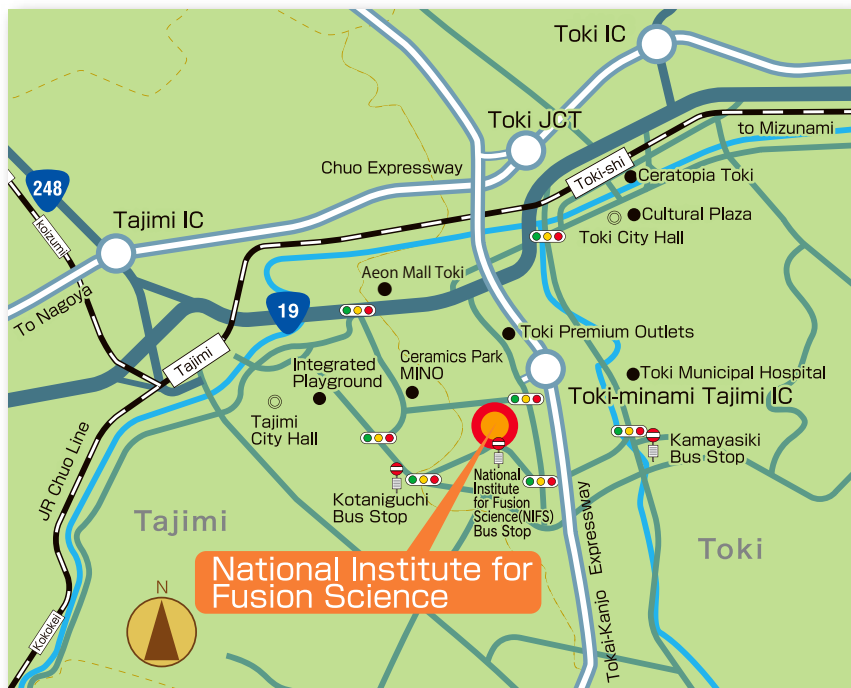 Toki IC
Toki JCT
to Mizunami
Chuo Expressway
Toki-shi
Ceratopia Toki
248
Cultural Plaza
Tajimi IC
koizumi
Toki City Hall
Aeon Mall Toki
To Nagoya
19
Toki Premium Outlets
Tajimi
Integrated
Playground
Ceramics Park
MINO
Toki Municipal Hospital
Toki-minami Tajimi IC
Tajimi
City Hall
Kamayasiki
Bus Stop
JR Chuo Line
Kotaniguchi
Bus Stop
National
Institute
for Fusion
Science(NIFS)
Bus Stop
Tajimi
Toki
Tokai-Kanjo Expressway
National Institute for
Fusion Science
N
Kokokei